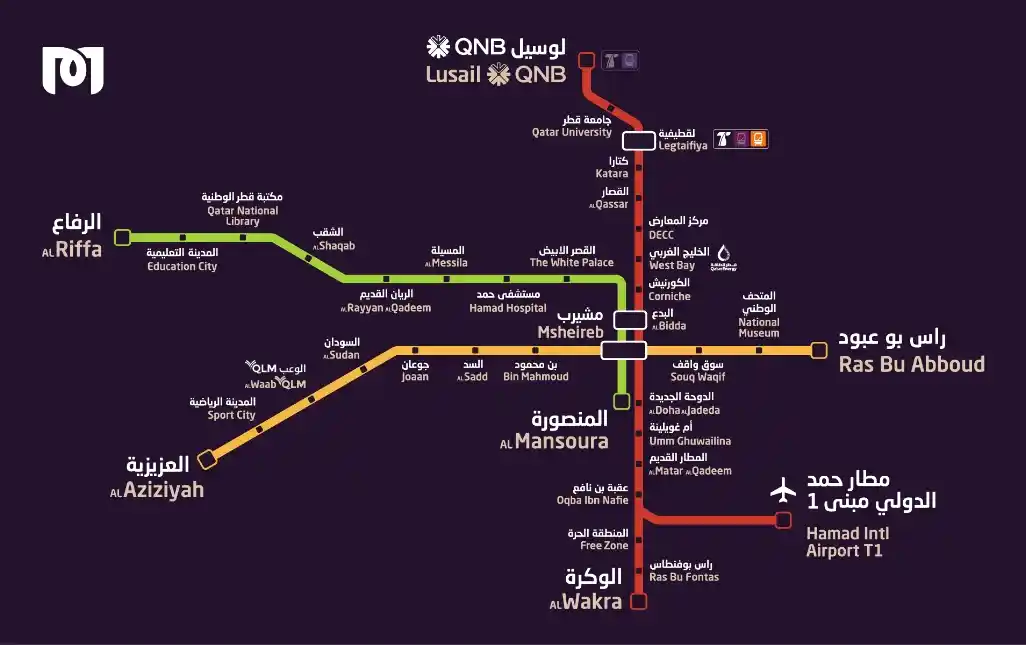 لوسيل QNB
Lusail QNB
جامعة قطر
Qatar University
لقطيفية
Legtaifiya
كتارا
Katara
القصار
AL Qassar
مركز المعارض
DECC
الخليج الغربي
West Bay
قطر للطاقة
QatarEnergy
الكورنيش
Corniche
البدع
AL Bidda
الرفاع
AL Riffa
المدينة التعليمية
Education City
مكتبة قطر الوطنية
Qatar National
Library
الشقب
AL Shaqab
الريان القديم
AL Rayyan AL Qadeem
المسيلة
AL Messila
مستشفى حمد
Hamad Hospital
القصر الابيض
The White Palace
مشيرب
Msheireb
المتحف
الوطني
National
Museum
سوق واقف
Souq Waqif
راس بو عبود
Ras Bu Abboud
السودان
AL Sudan
جوعان
Joaan
السد
AL Sadd
بن محمود
Bin Mahmoud
الوعب QLM
AL Waab QLM
المدينة الرياضية
Sport City
العزيزية
AL Aziziyah
المنصورة
AL Mansoura
الدوحة الجديدة
AL Doha AL Jadeda
أم غويلينة
Umm Ghuwailina
المطار القديم
AL Matar AL Qadeem
عقبة بن نافع
Oqba Ibn Nafie
مطار حمد
الدولي مبنى 1
Hamad Intl
Airport T1
المنطقة الحرة
Free Zone
راس بوفنطاس
Ras Bu Fontas
الوكرة
AL Wakra